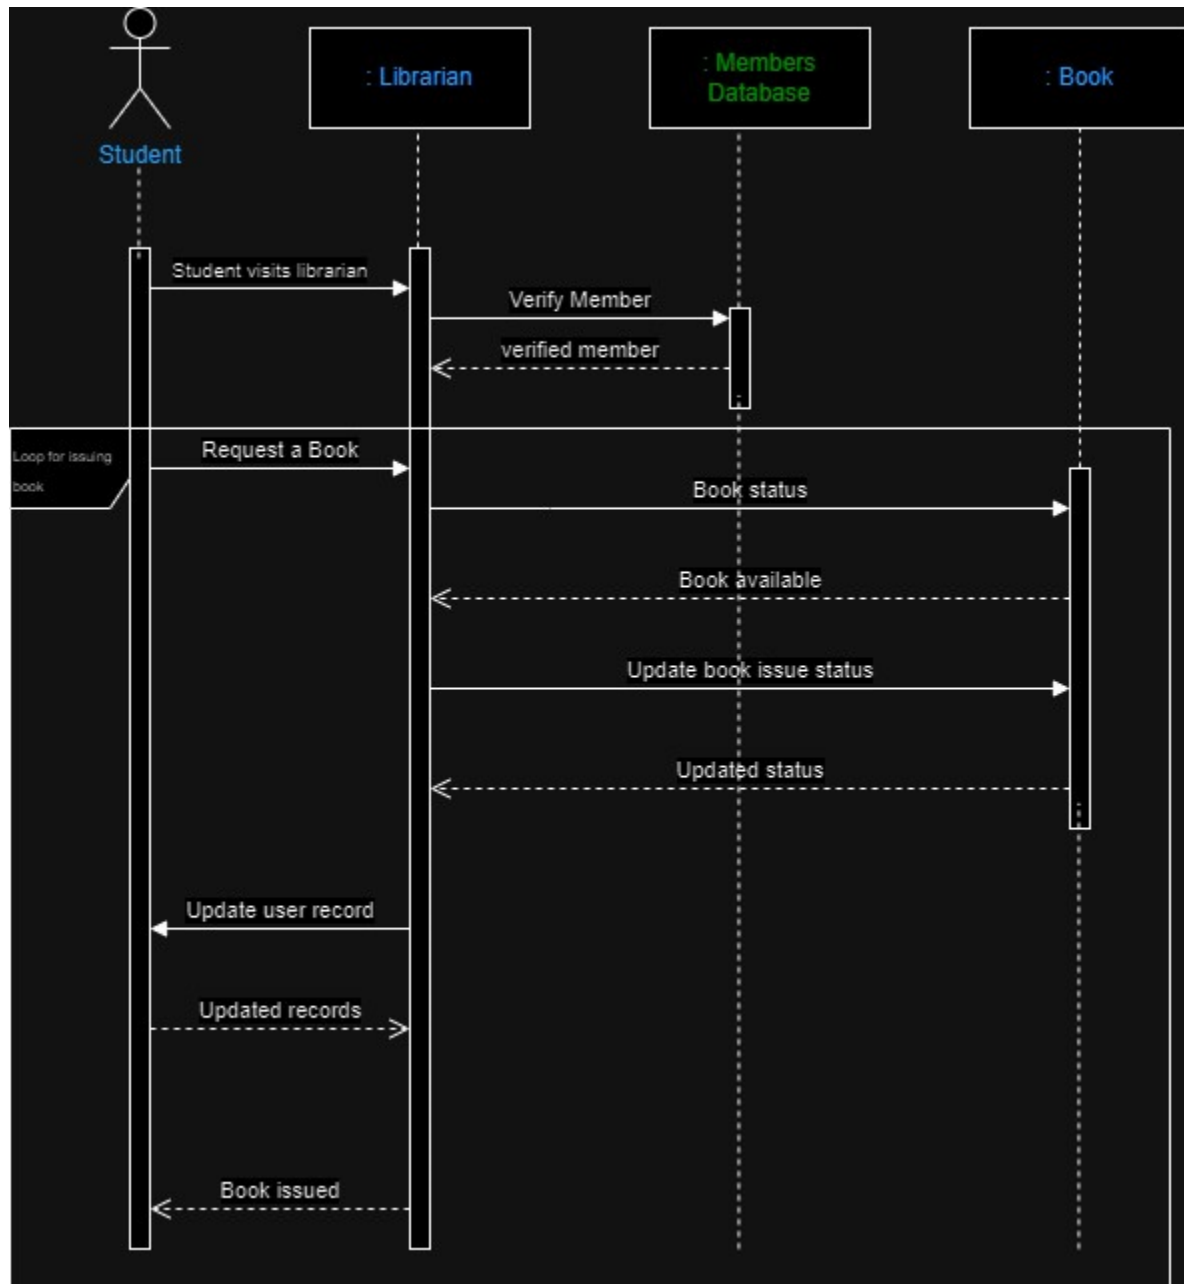 : Librarian
: Members
Database
: Book
Student
Student visits librarian
Verify Member
verified member
Loop for issuing
book
Request a Book
Book status
Book available
Update book issue status
Updated status
Update user record
Updated records
Book issued